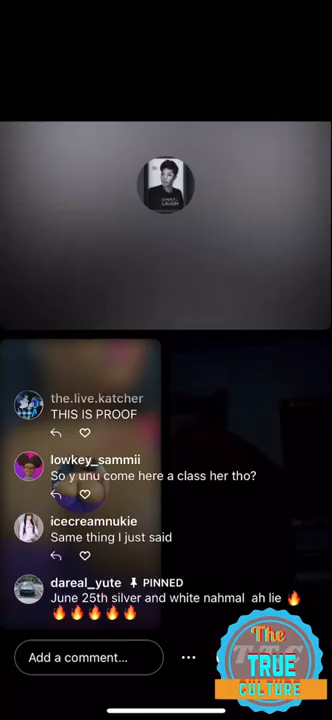 the.live.katcher
THIS IS PROOF
lowkey_sammii
So y unu come here a class her tho?
icecreamnukie
Same thing I just said
dareal_yute PINNED
June 25th silver and white nahmal ah lie 🔥
🔥🔥🔥🔥🔥
Add a comment...
The
TRUE
CULTURE